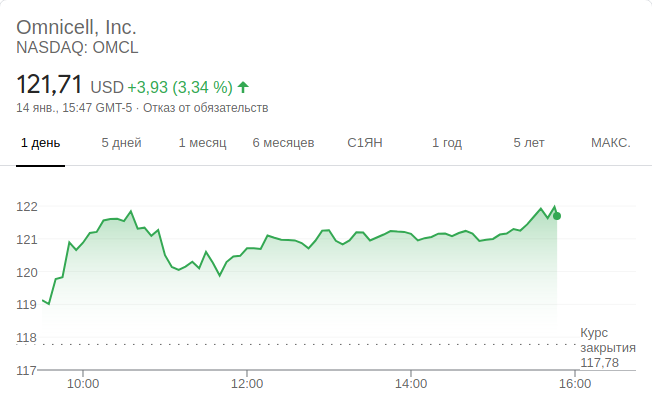 Omnicell, Inc.
NASDAQ: OMCL
121,71 USD +3,93 (3,34 %)
14 янв., 15:47 GMT-5 · Отказ от обязательств
1 день 5 дней 1 месяц 6 месяцев С1ЯН 1 год 5 лет МАКС.
122
121
120
119
118
Курс
закрытия
117,78
117
10:00 12:00 14:00 16:00